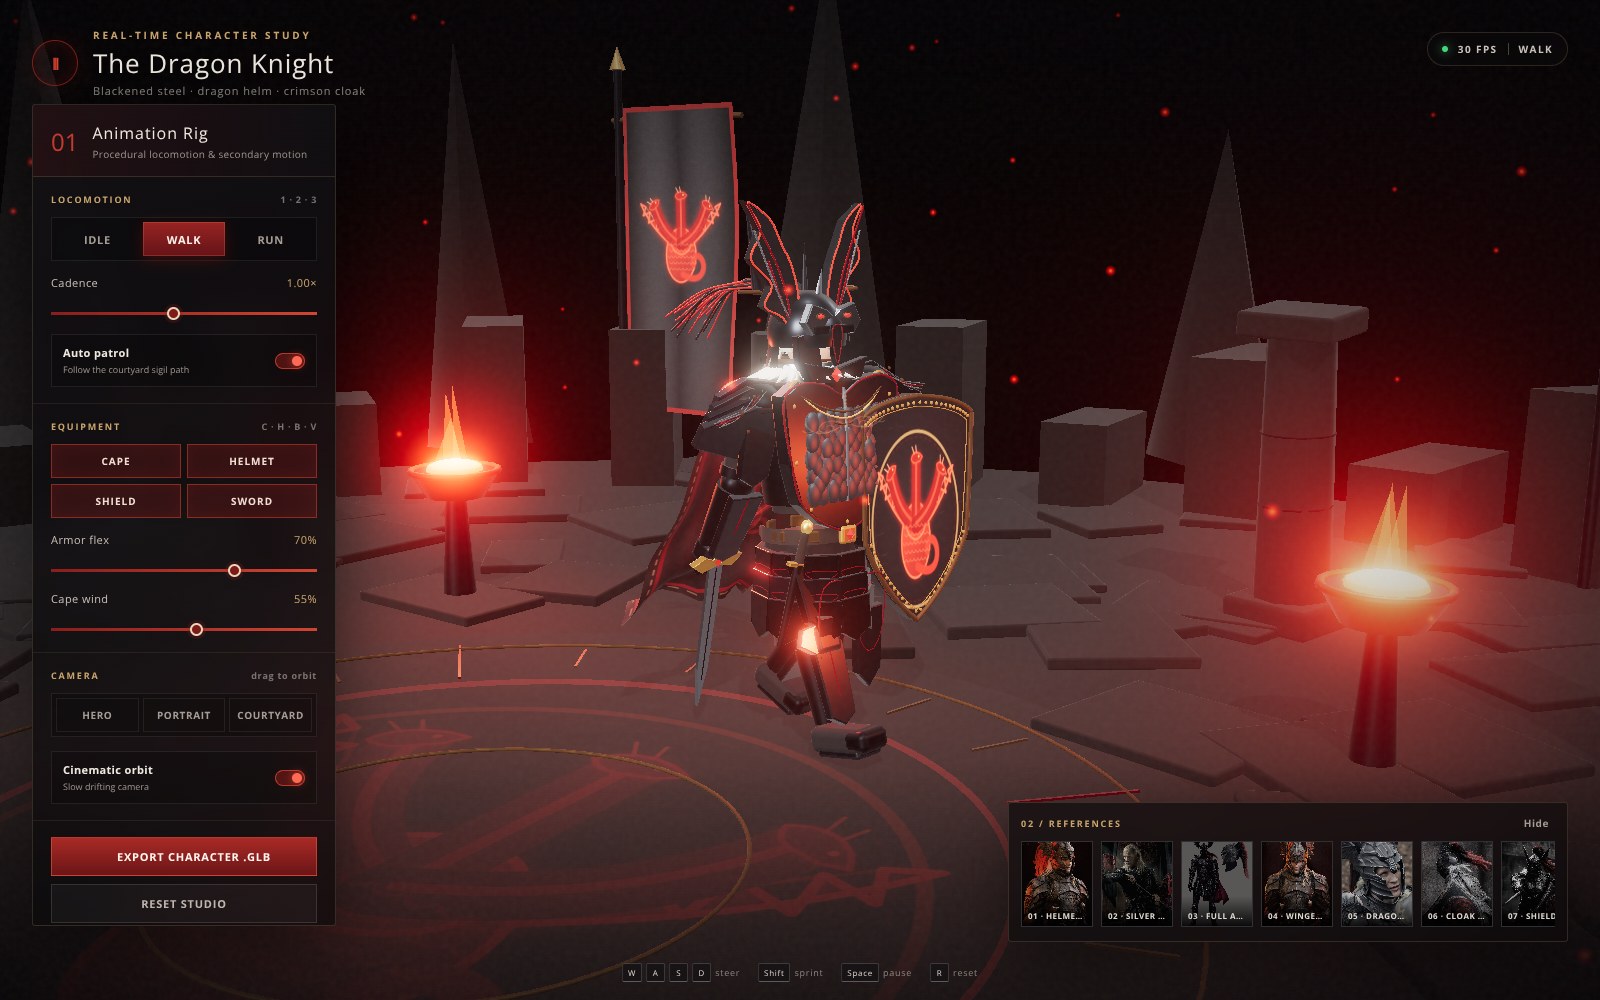 REAL-TIME CHARACTER STUDY
The Dragon Knight
Blackened steel · dragon helm · crimson cloak
30 FPS | WALK
01
Animation Rig
Procedural locomotion & secondary motion
LOCOMOTION 1 · 2 · 3
IDLE WALK RUN
Cadence 1.00×
Auto patrol
Follow the courtyard sigil path
EQUIPMENT C · H · B · V
CAPE HELMET
SHIELD SWORD
Armor flex 70%
Cape wind 55%
CAMERA drag to orbit
HERO PORTRAIT COURTYARD
Cinematic orbit
Slow drifting camera
EXPORT CHARACTER .GLB
RESET STUDIO
02 / REFERENCES Hide
01 · HELME... 02 · SILVER ... 03 · FULL A... 04 · WINGE... 05 · DRAGO... 06 · CLOAK ... 07 · SHIELD
W A S D steer Shift sprint Space pause R reset